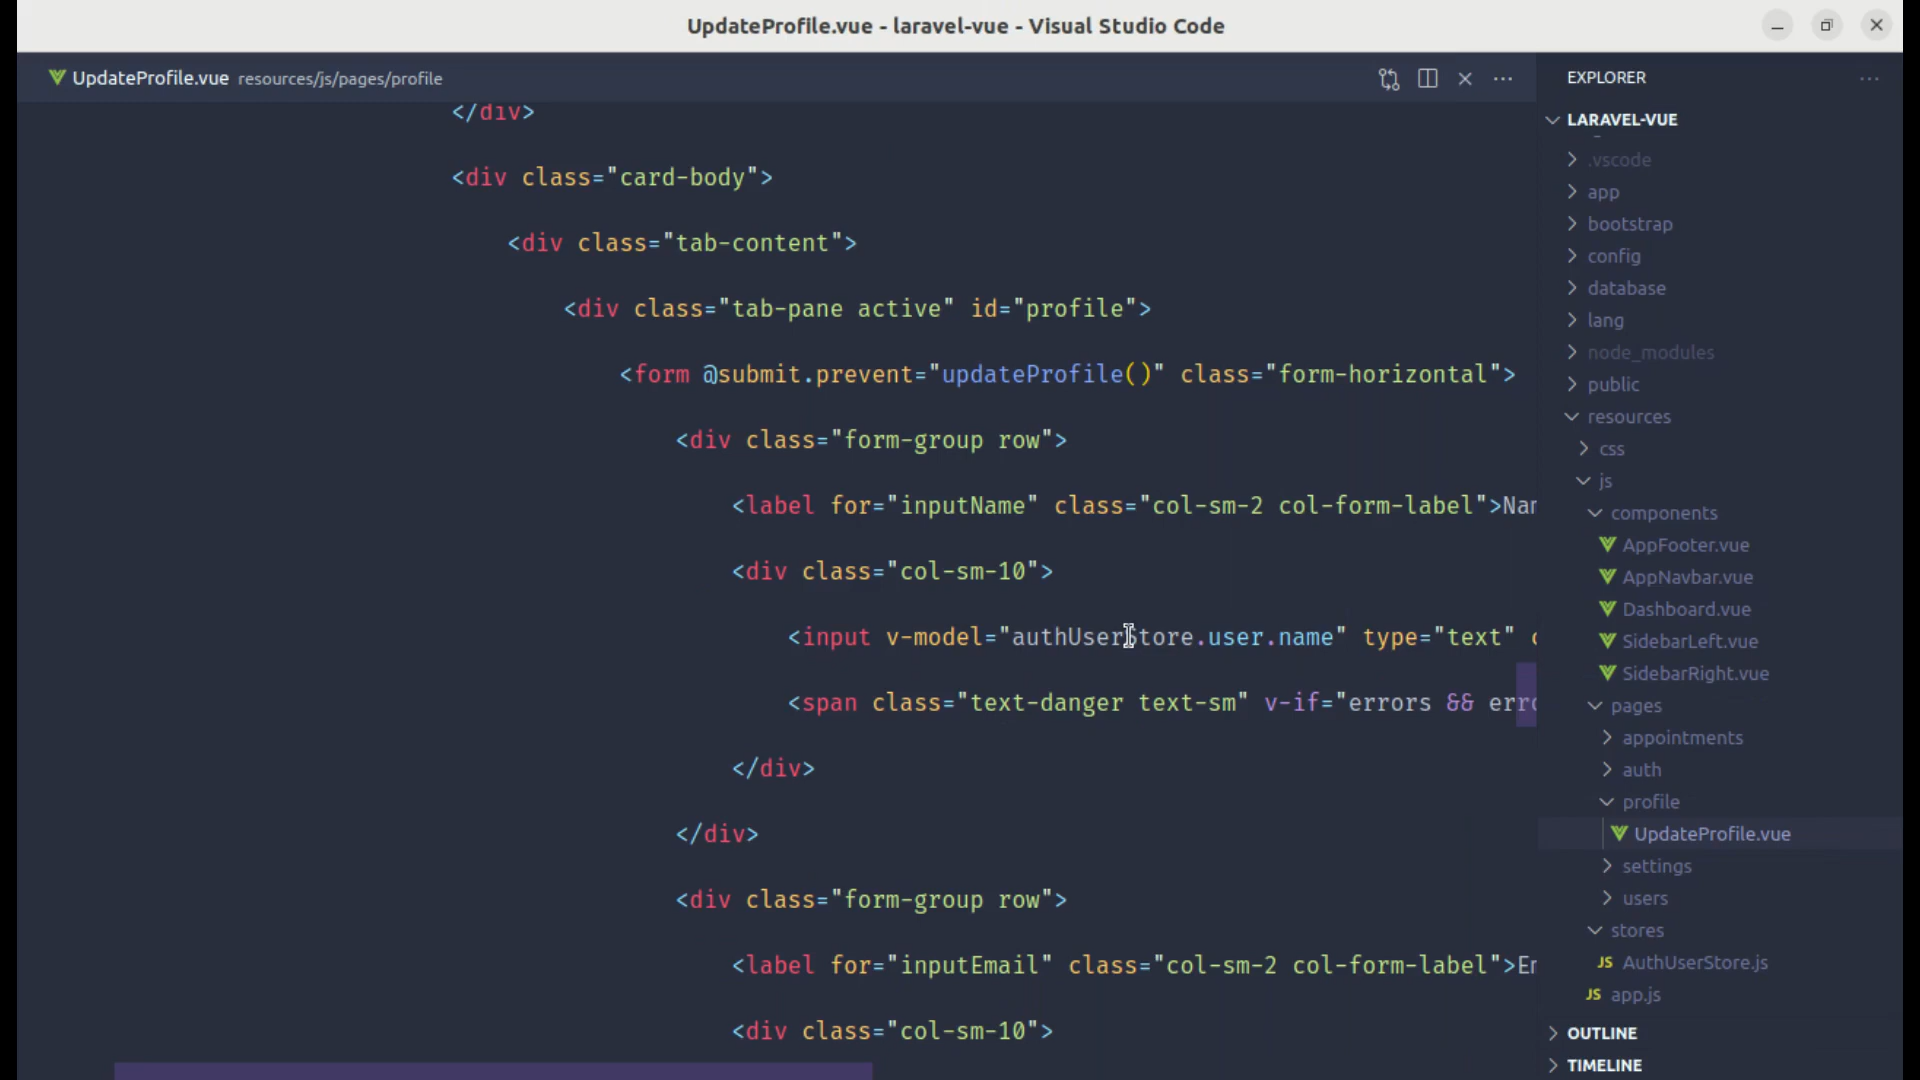 UpdateProfile.vue - laravel-vue - Visual Studio Code
UpdateProfile.vue resources/js/pages/profile
</div>
<div class="card-body">
<div class="tab-content">
<div class="tab-pane active" id="profile">
<form @submit.prevent="updateProfile()" class="form-horizontal">
<div class="form-group row">
<label for="inputName" class="col-sm-2 col-form-label">Nam
<div class="col-sm-10">
<input v-model="authUserStore.user.name" type="text" c
<span class="text-danger text-sm" v-if="errors && erro
</div>
</div>
<div class="form-group row">
<label for="inputEmail" class="col-sm-2 col-form-label">Em
<div class="col-sm-10">
EXPLORER
LARAVEL-VUE
.vscode
app
bootstrap
config
database
lang
node_modules
public
resources
css
js
components
AppFooter.vue
AppNavbar.vue
Dashboard.vue
SidebarLeft.vue
SidebarRight.vue
pages
appointments
auth
profile
UpdateProfile.vue
settings
users
stores
JS AuthUserStore.js
JS app.js
OUTLINE
TIMELINE